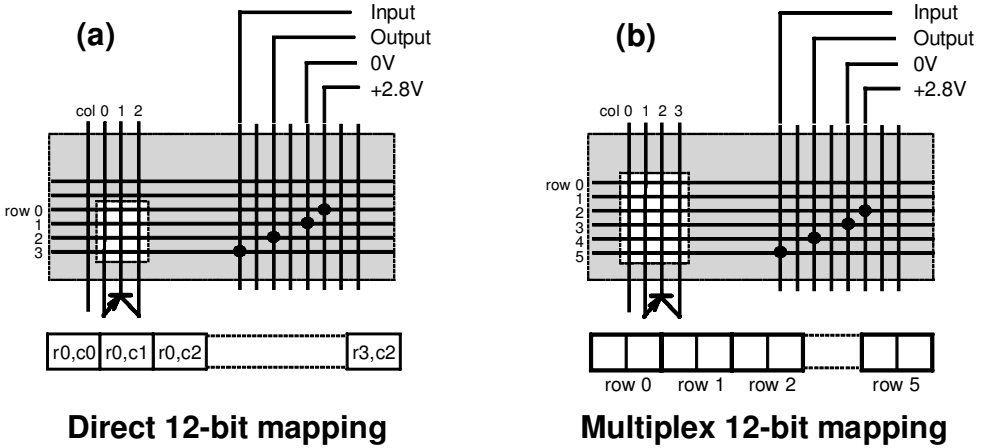 (a)
Input
Output
0V
+2.8V
col 0 1 2
row 0
1
2
3
r0,c0 r0,c1 r0,c2 r3,c2
Direct 12-bit mapping
(b)
Input
Output
0V
+2.8V
col 0 1 2 3
row 0
1
2
3
4
5
row 0 row 1 row 2 row 5
Multiplex 12-bit mapping